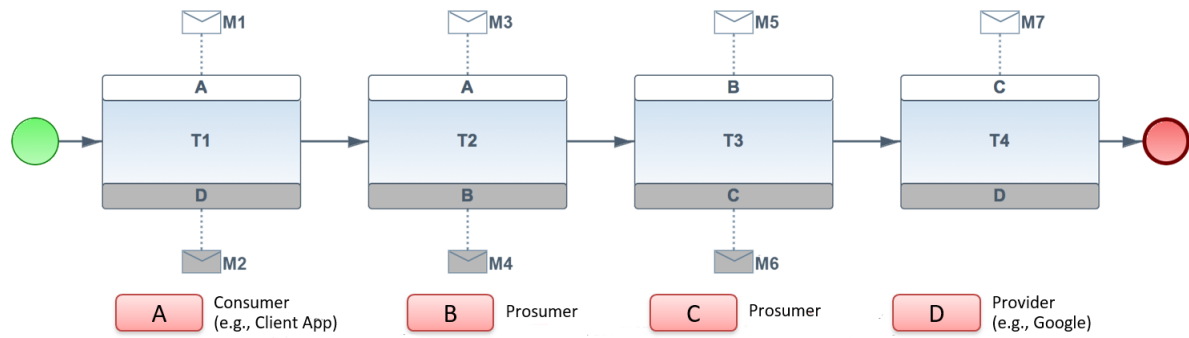 M1 M3 M5 M7
A A B C
T1 T2 T3 T4
D B C D
M2 M4 M6
A Consumer
(e.g., Client App)
B Prosumer
C Prosumer
D Provider
(e.g., Google)